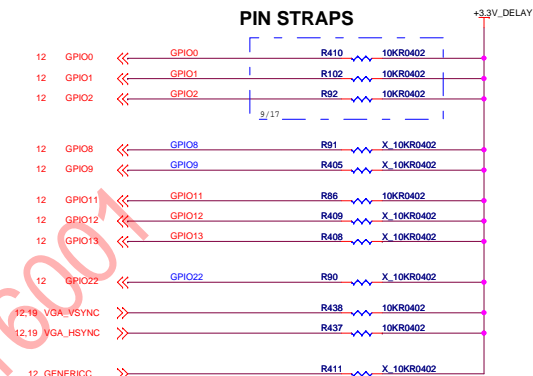 PIN STRAPS
+3.3V_DELAY
12 GPIO0 GPIO0 R410 10KR0402
12 GPIO1 GPIO1 R102 10KR0402
12 GPIO2 GPIO2 R92 10KR0402
9/17
12 GPIO8 GPIO8 R91 X_10KR0402
12 GPIO9 GPIO9 R405 X_10KR0402
12 GPIO11 GPIO11 R86 10KR0402
12 GPIO12 GPIO12 R409 X_10KR0402
12 GPIO13 GPIO13 R408 X_10KR0402
12 GPIO22 GPIO22 R90 X_10KR0402
12,19 VGA_VSYNC R438 10KR0402
12,19 VGA_HSYNC R437 10KR0402
12 GENERICC R411 X_10KR0402
6001